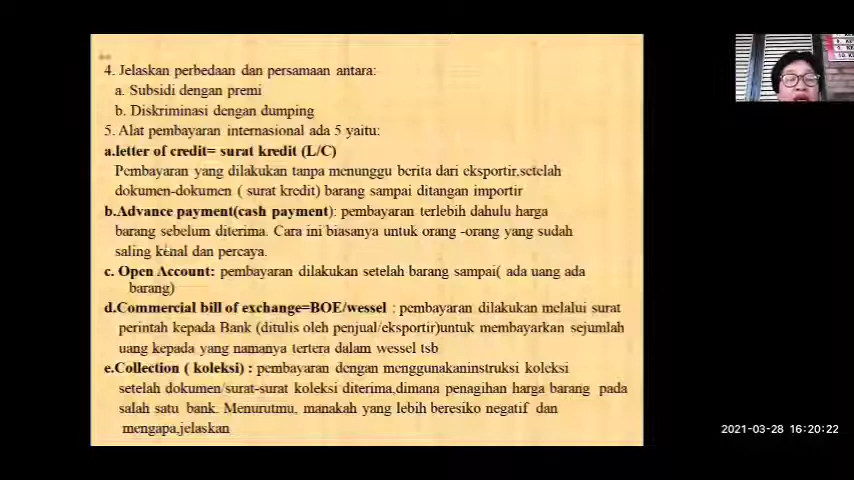 4. Jelaskan perbedaan dan persamaan antara:
a. Subsidi dengan premi
b. Diskriminasi dengan dumping
5. Alat pembayaran internasional ada 5 yaitu:
a.letter of credit= surat kredit (L/C)
Pembayaran yang dilakukan tanpa menunggu berita dari eksportir,setelah
dokumen-dokumen ( surat kredit) barang sampai ditangan importir
b.Advance payment(cash payment): pembayaran terlebih dahulu harga
barang sebelum diterima. Cara ini biasanya untuk orang -orang yang sudah
saling kenal dan percaya.
c. Open Account: pembayaran dilakukan setelah barang sampai( ada uang ada
barang)
d.Commercial bill of exchange=BOE/wessel ; pembayaran dilakukan melalui surat
perintah kepada Bank (ditulis oleh penjual/eksportir)untuk membayarkan sejumlah
uang kepada yang namanya tertera dalam wessel tsb
e.Collection ( koleksi) : pembayaran dengan menggunakaninstruksi koleksi
setelah dokumen/surat-surat koleksi diterima,dimana penagihan harga barang pada
salah satu bank. Menurutmu, manakah yang lebih beresiko negatif dan
mengapa,jelaskan
2021-03-28 16:20:22